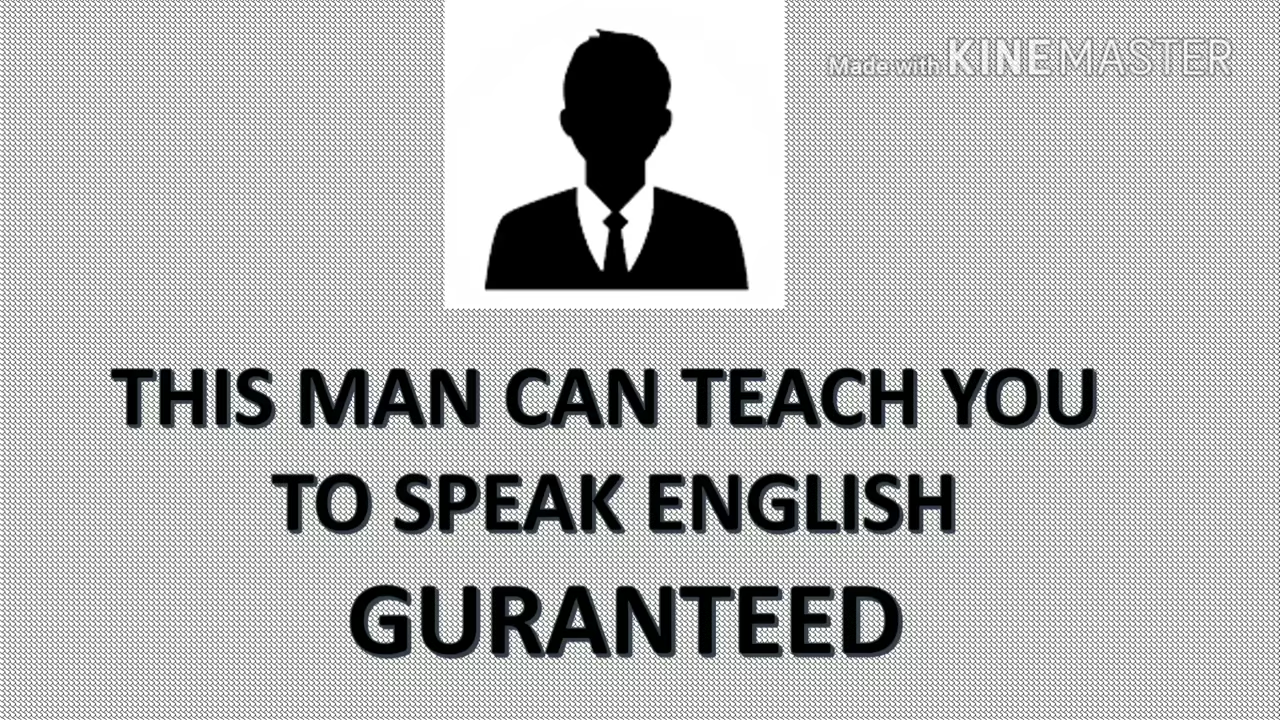 Made with KINEMASTER
THIS MAN CAN TEACH YOU
TO SPEAK ENGLISH
GURANTEED